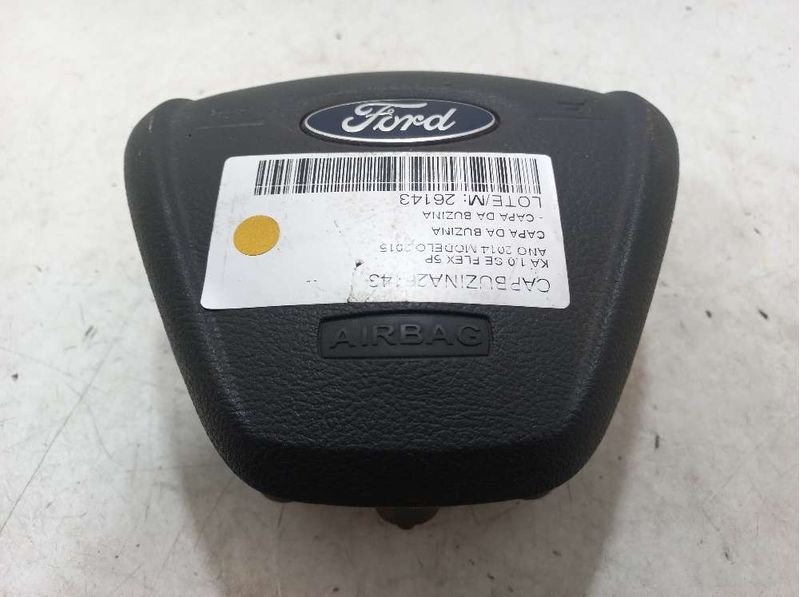 Ford
CAPBUZINA26143
KA 1.0 SE FLEX 5P
ANO 2014 MODELO 2015
CAPA DA BUZINA
- CAPA DA BUZINA
LOTE/M: 26143
AIRBAG